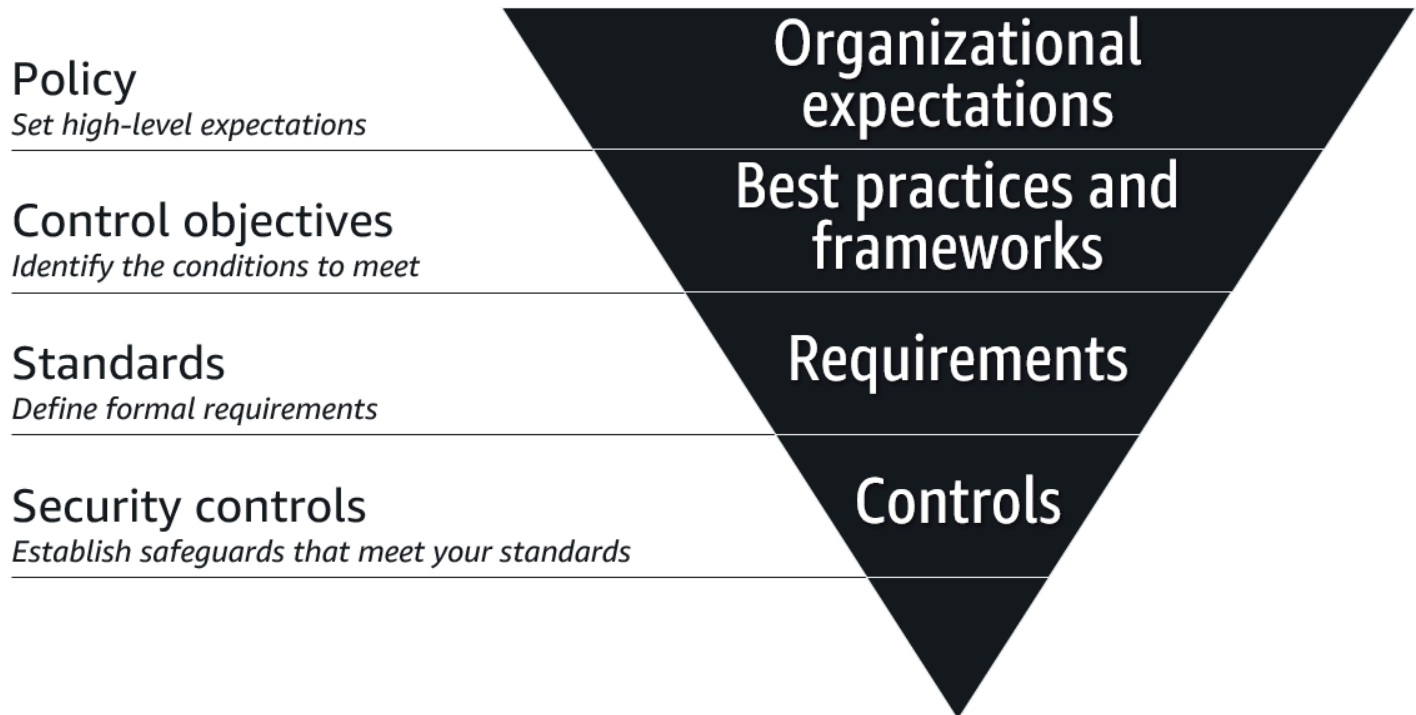 Policy
Set high-level expectations
Organizational
expectations
Control objectives
Identify the conditions to meet
Best practices and
frameworks
Standards
Define formal requirements
Requirements
Security controls
Establish safeguards that meet your standards
Controls